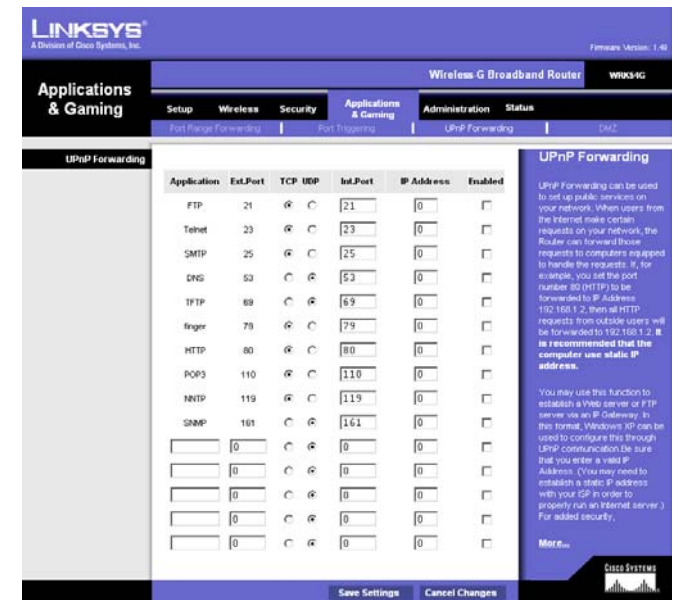 LINKSYS®
A Division of Cisco Systems, Inc.
Firmware Version: 1.40
Wireless-G Broadband Router WRK54G
Applications
& Gaming
Setup Wireless Security Applications & Gaming Administration Status
Port Range Forwarding | Port Triggering | UPnP Forwarding | DMZ
UPnP Forwarding
Application Ext.Port TCP UDP Int.Port IP Address Enabled
FTP 21 21 0
Telnet 23 23 0
SMTP 25 25 0
DNS 53 53 0
TFTP 69 69 0
finger 79 79 0
HTTP 80 80 0
POP3 110 110 0
NNTP 119 119 0
SNMP 161 161 0
0 0 0
0 0 0
0 0 0
0 0 0
0 0 0
Save Settings Cancel Changes
UPnP Forwarding
UPnP Forwarding can be used
to set up public services on
your network. When users from
the Internet make certain
requests on your network, the
Router can forward those
requests to computers equipped
to handle the requests. If, for
example, you set the port
number 80 (HTTP) to be
forwarded to IP Address
192.168.1.2, then all HTTP
requests from outside users will
be forwarded to 192.168.1.2. It
is recommended that the
computer use static IP
address.
You may use this function to
establish a Web server or FTP
server via an IP Gateway. In
this format, Windows XP can be
used to configure this through
UPnP communication.Be sure
that you enter a valid IP
Address. (You may need to
establish a static IP address
with your ISP in order to
properly run an Internet server.)
For added security,
More...
CISCO SYSTEMS